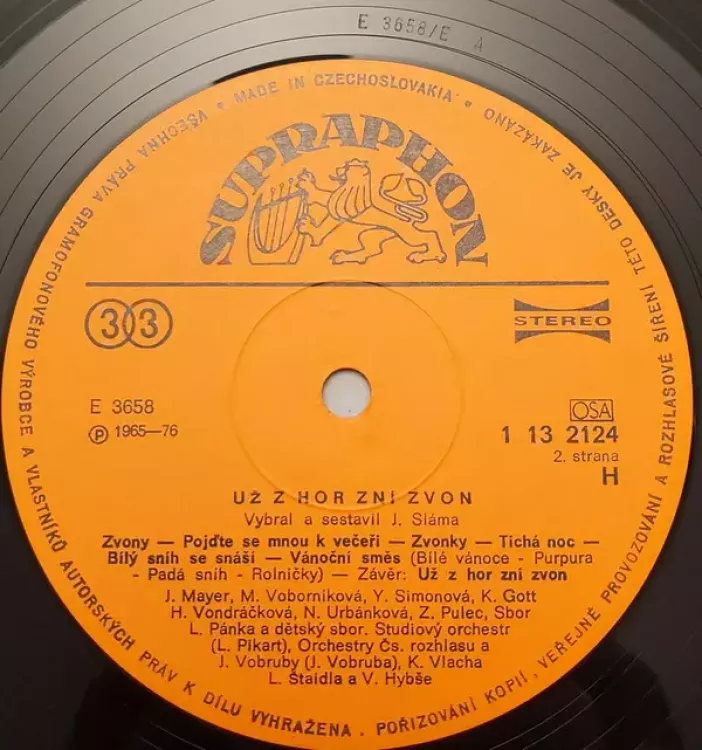 E 3658/E A
VŠECHNA PRÁVA GRAMOFONOVÉHO VÝROBCE A VLASTNÍKŮ AUTORSKÝCH PRÁV K DÍLU VYHRAŽENA. POŘIZOVÁNÍ KOPIÍ, VEŘEJNÉ PROVOZOVÁNÍ A ROZHLASOVÉ ŠÍŘENÍ TÉTO DESKY JE ZAKÁZÁNO
• MADE IN CZECHOSLOVAKIA •
SUPRAPHON
33
STEREO
E 3658
OSA
Ⓟ 1965—76
1 13 2124
2. strana
H
UŽ Z HOR ZNÍ ZVON
Vybral a sestavil J. Sláma
Zvony — Pojďte se mnou k večeři — Zvonky — Tichá noc —
Bílý sníh se snáší — Vánoční směs (Bílé vánoce - Purpura
- Padá sníh - Rolničky) — Závěr: Už z hor zní zvon
J. Mayer, M. Voborníková, Y. Simonová, K. Gott
H. Vondráčková, N. Urbánková, Z. Pulec, Sbor
L. Pánka a dětský sbor. Studiový orchestr
(L. Pikart), Orchestry Čs. rozhlasu a
J. Vobruby (J. Vobruba), K. Vlacha
L. Štaidla a V. Hybše